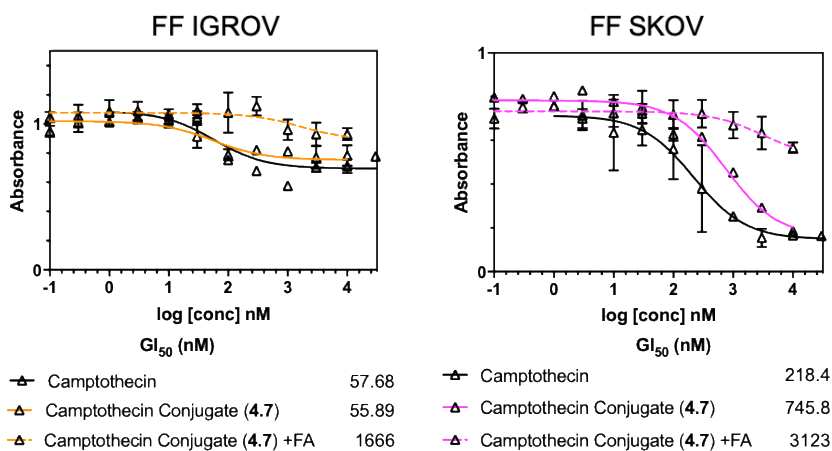 FF IGROV
Absorbance
1
0
-1 0 1 2 3 4
log [conc] nM
GI50 (nM)
Camptothecin 57.68
Camptothecin Conjugate (4.7) 55.89
Camptothecin Conjugate (4.7) +FA 1666
FF SKOV
Absorbance
1
0
-1 0 1 2 3 4
log [conc] nM
GI50 (nM)
Camptothecin 218.4
Camptothecin Conjugate (4.7) 745.8
Camptothecin Conjugate (4.7) +FA 3123